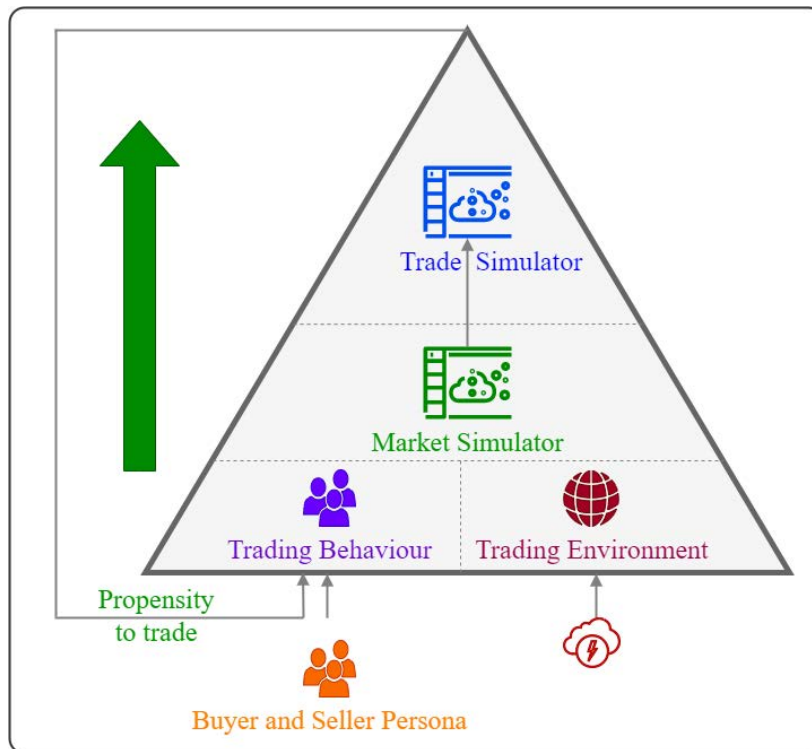 Trade Simulator
Market Simulator
Trading Behaviour
Trading Environment
Propensity
to trade
Buyer and Seller Persona